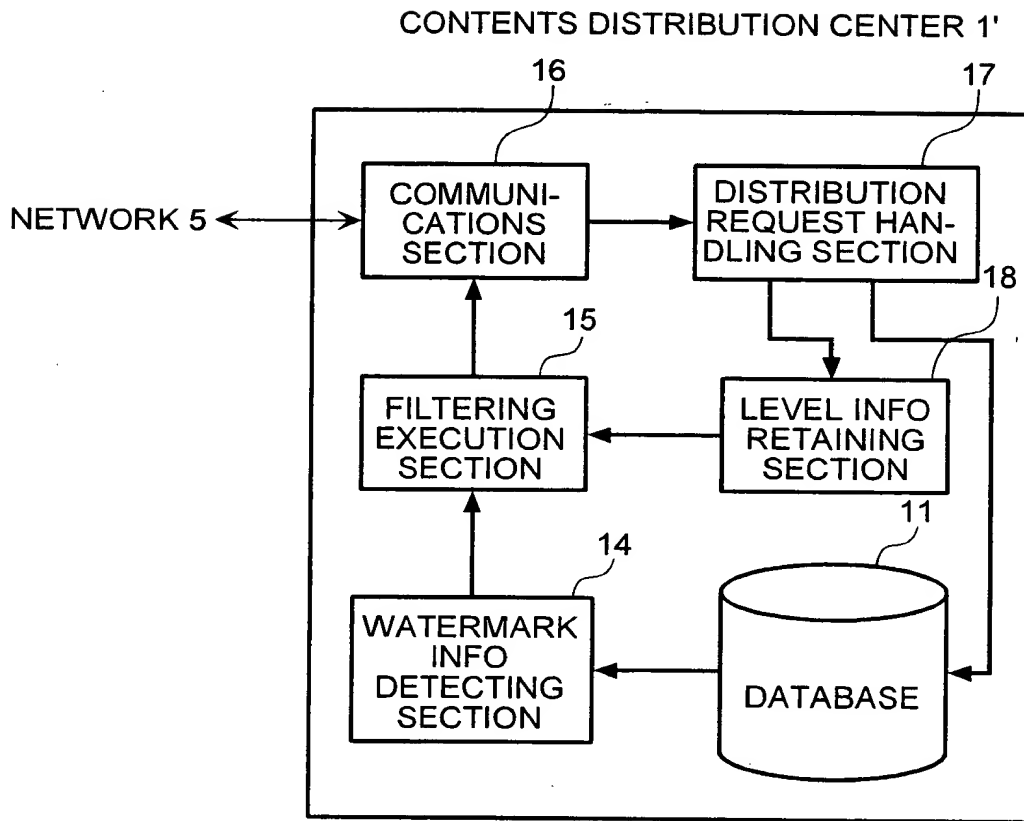 CONTENTS DISTRIBUTION CENTER 1'
16
17
COMMUNI-
CATIONS
SECTION
DISTRIBUTION
REQUEST HAN-
DLING SECTION
NETWORK 5
15
18
FILTERING
EXECUTION
SECTION
LEVEL INFO
RETAINING
SECTION
14
11
WATERMARK
INFO
DETECTING
SECTION
DATABASE